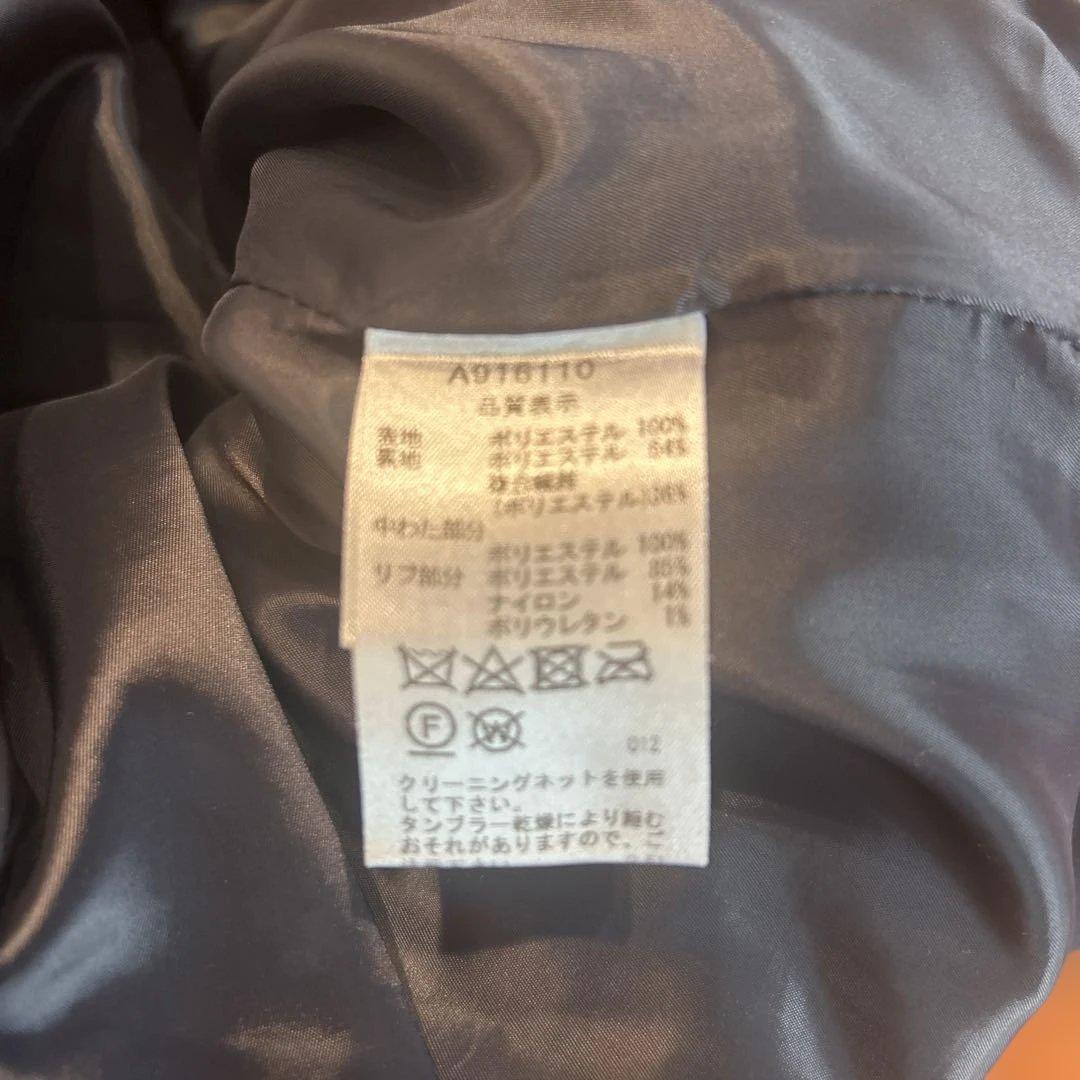 A916110
品質表示
表地 ポリエステル 100%
裏地 ポリエステル 64%
複合繊維
(ポリエステル)36%
中わた部分
ポリエステル 100%
リブ部分 ポリエステル 85%
ナイロン 14%
ポリウレタン 1%
F W
012
クリーニングネットを使用
して下さい。
タンブラー乾燥により縮む
おそれがありますので、ご